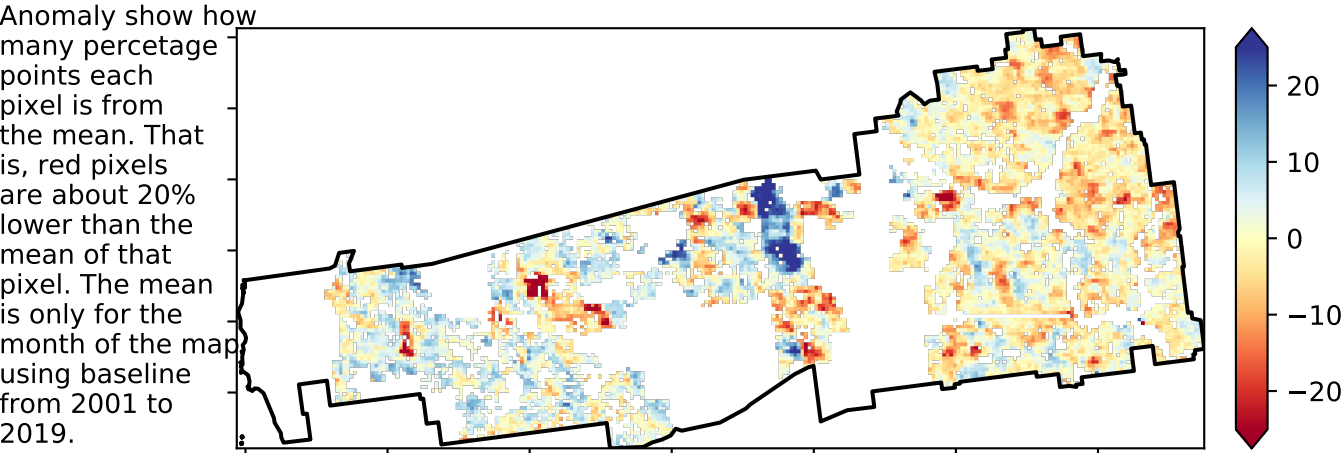 Anomaly show how
many percetage
points each
pixel is from
the mean. That
is, red pixels
are about 20%
lower than the
mean of that
pixel. The mean
is only for the
month of the map
using baseline
from 2001 to
2019.
20
10
0
−10
−20